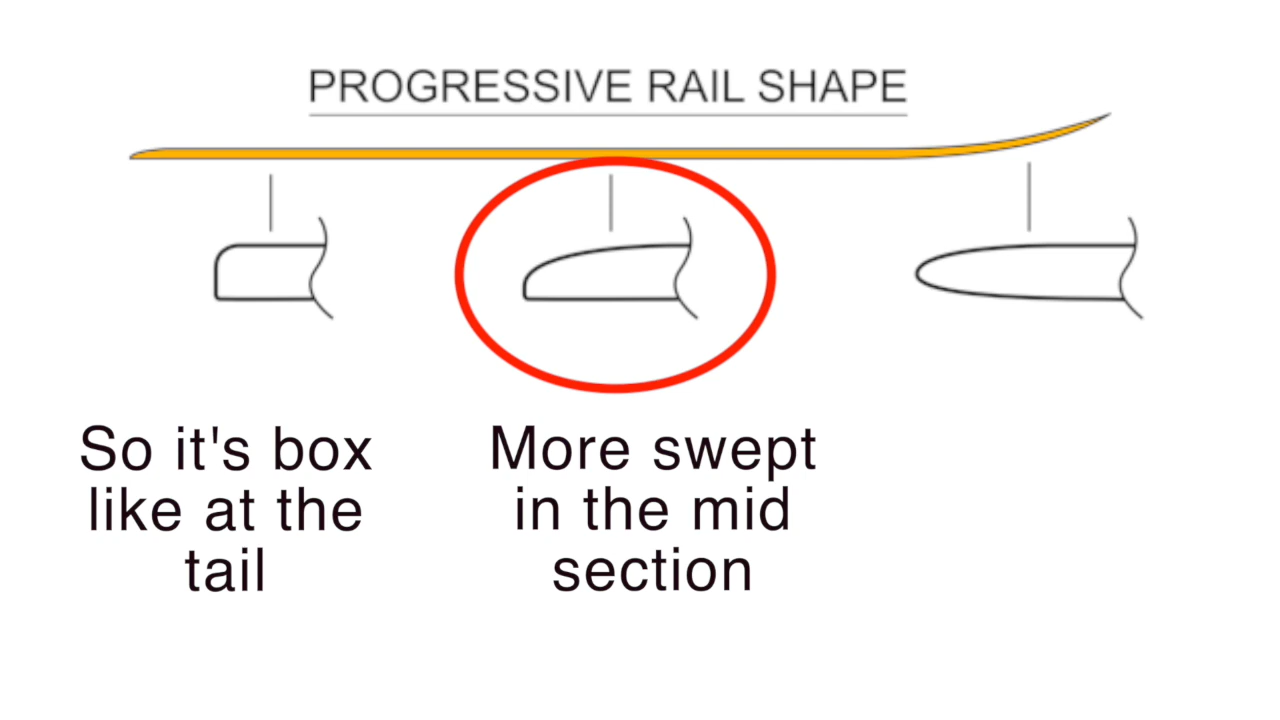 PROGRESSIVE RAIL SHAPE
So it's box
like at the
tail
More swept
in the mid
section